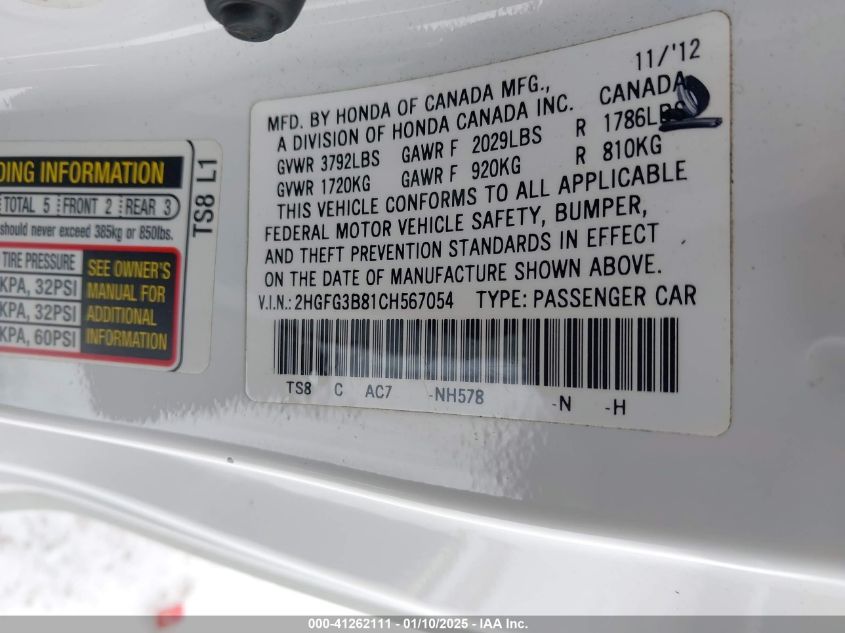 11/'12
MFD. BY HONDA OF CANADA MFG., CANADA
A DIVISION OF HONDA CANADA INC.
GVWR 3792LBS GAWR F 2029LBS R 1786LBS
GVWR 1720KG GAWR F 920KG R 810KG
THIS VEHICLE CONFORMS TO ALL APPLICABLE
FEDERAL MOTOR VEHICLE SAFETY, BUMPER,
AND THEFT PREVENTION STANDARDS IN EFFECT
ON THE DATE OF MANUFACTURE SHOWN ABOVE.
V.I.N.: 2HGFG3B81CH567054 TYPE: PASSENGER CAR
TS8 C AC7 -NH578 -N -H
DING INFORMATION
TOTAL 5 FRONT 2 REAR 3
should never exceed 385kg or 850lbs.
TIRE PRESSURE
KPA, 32PSI
KPA, 32PSI
KPA, 60PSI
SEE OWNER'S
MANUAL FOR
ADDITIONAL
INFORMATION
TS8 L1
000-41262111 - 01/10/2025 - IAA Inc.